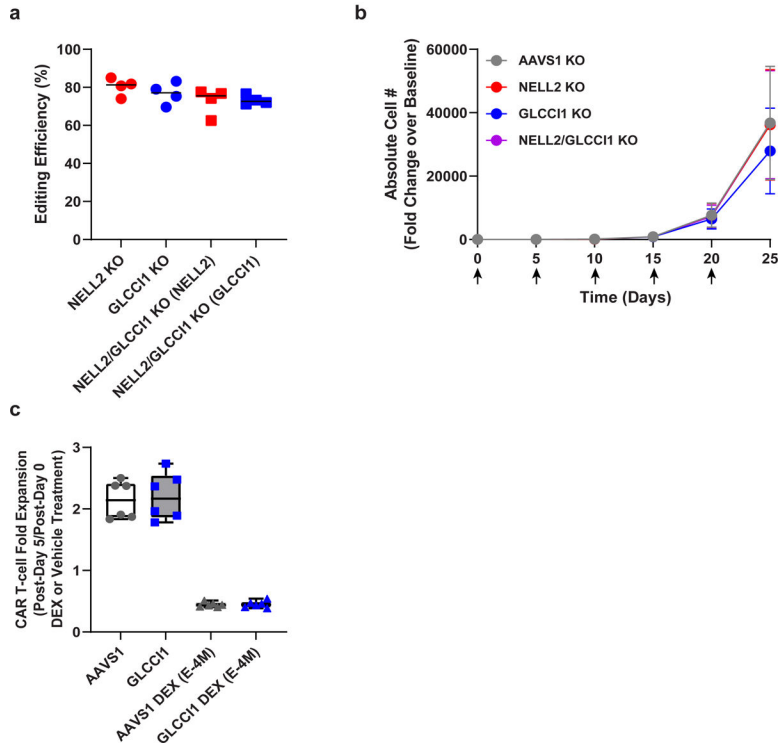 a
Editing Efficiency (%)
100
80
60
40
20
0
NELL2 KO
GLCCI1 KO
NELL2/GLCCI1 KO (NELL2)
NELL2/GLCCI1 KO (GLCCI1)
b
Absolute Cell #
(Fold Change over Baseline)
60000
40000
20000
0
AAVS1 KO
NELL2 KO
GLCCI1 KO
NELL2/GLCCI1 KO
0 5 10 15 20 25
Time (Days)
c
CAR T-cell Fold Expansion
(Post-Day 5/Post-Day 0
DEX or Vehicle Treatment)
3
2
1
0
AAVS1
GLCCI1
AAVS1 DEX (E-4M)
GLCCI1 DEX (E-4M)